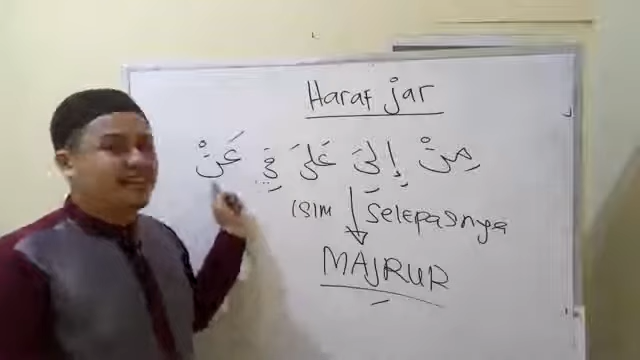 Haraf jar
مِنْ إِلَى عَلَى فِي عَنْ
isim selepasnya
MAJRUR